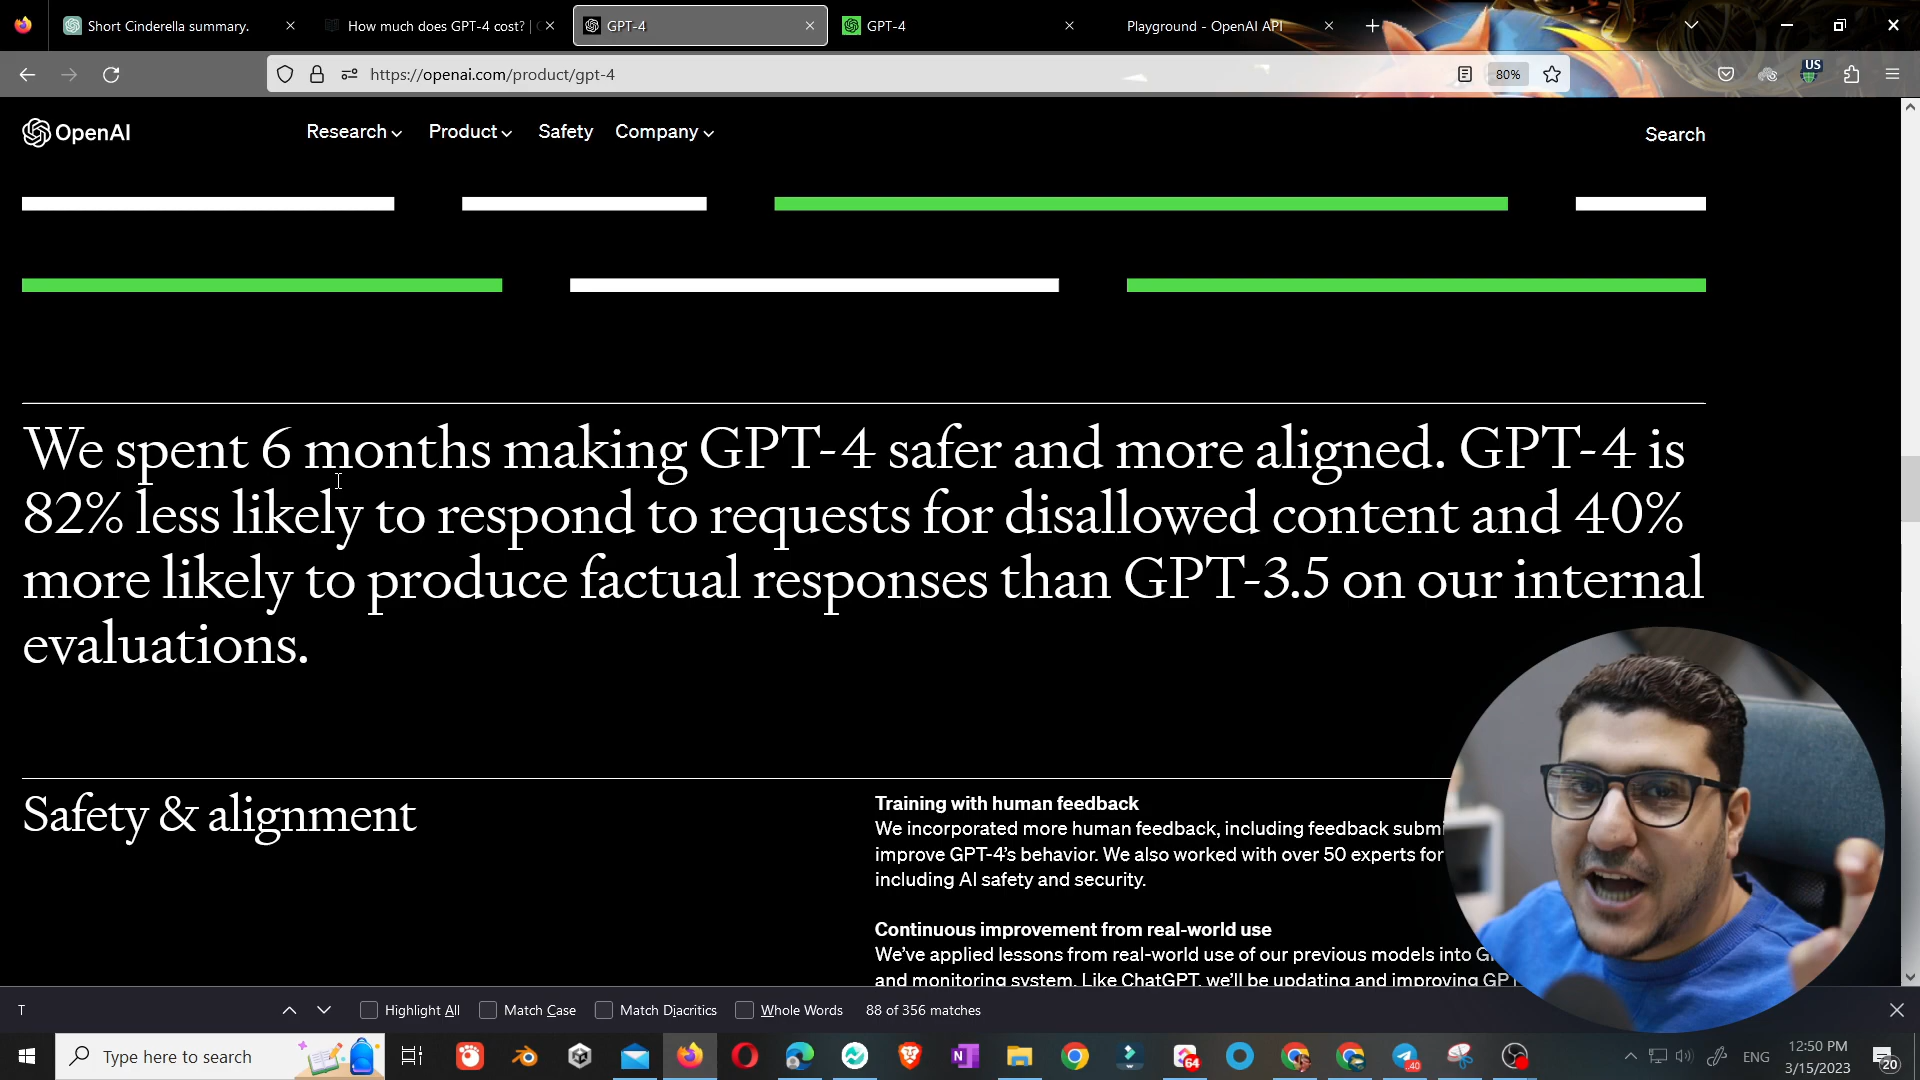 Short Cinderella summary.
How much does GPT-4 cost? |
GPT-4
GPT-4
Playground - OpenAI API
https://openai.com/product/gpt-4
80%
US
OpenAI
Research
Product
Safety
Company
Search
We spent 6 months making GPT-4 safer and more aligned. GPT-4 is
82% less likely to respond to requests for disallowed content and 40%
more likely to produce factual responses than GPT-3.5 on our internal
evaluations.
Safety & alignment
Training with human feedback
We incorporated more human feedback, including feedback submi
improve GPT-4's behavior. We also worked with over 50 experts for
including AI safety and security.
Continuous improvement from real-world use
We've applied lessons from real-world use of our previous models into G
and monitoring system. Like ChatGPT, we'll be updating and improving GP
T
Highlight All
Match Case
Match Diacritics
Whole Words
88 of 356 matches
Type here to search
64
40
ENG
12:50 PM
3/15/2023
20